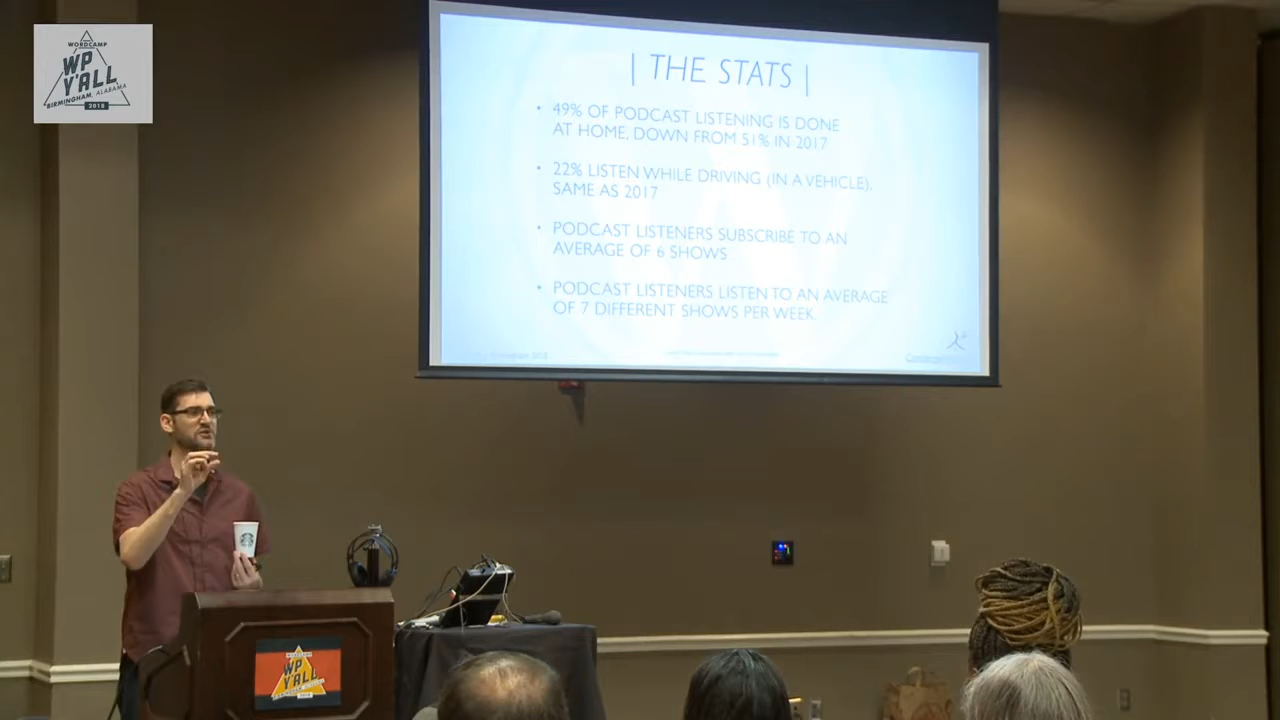 WORDCAMP
WP
Y'ALL
BIRMINGHAM, ALABAMA
2018
| THE STATS |
• 49% OF PODCAST LISTENING IS DONE
AT HOME, DOWN FROM 51% IN 2017
• 22% LISTEN WHILE DRIVING (IN A VEHICLE),
SAME AS 2017
• PODCAST LISTENERS SUBSCRIBE TO AN
AVERAGE OF 6 SHOWS
• PODCAST LISTENERS LISTEN TO AN AVERAGE
OF 7 DIFFERENT SHOWS PER WEEK.
WORDCAMP
WP
Y'ALL